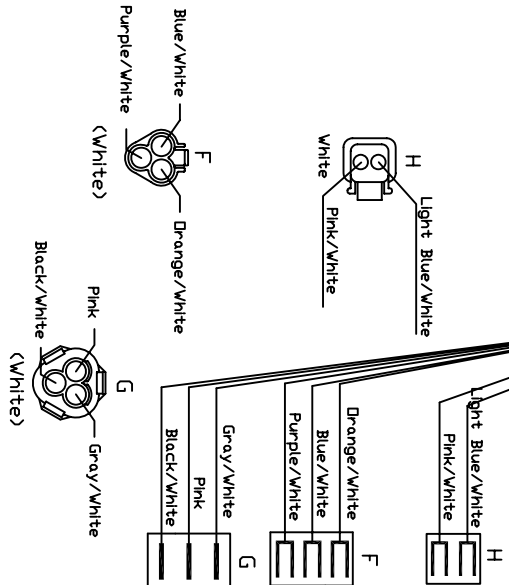 Blue/White
Purple/White
(White)
F
Orange/White
H
White
Light Blue/White
Pink/White
Pink
Black/White
(White)
G
Gray/White
Light Blue/White
Pink/White
H
Orange/White
Blue/White
Purple/White
F
Gray/White
Pink
Black/White
G